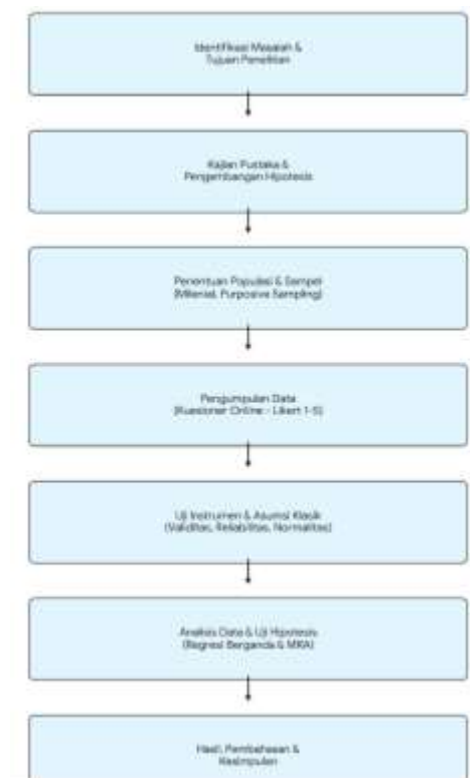 Identifikasi Masalah &
Tujuan Penelitian
Kajian Pustaka &
Pengembangan Hipotesis
Penentuan Populasi & Sampel
(Milenial, Purposive Sampling)
Pengumpulan Data
(Kuesioner Online - Likert 1-5)
Uji Instrumen & Asumsi Klasik
(Validitas, Reliabilitas, Normalitas)
Analisis Data & Uji Hipotesis
(Regresi Berganda & MRA)
Hasil, Pembahasan &
Kesimpulan